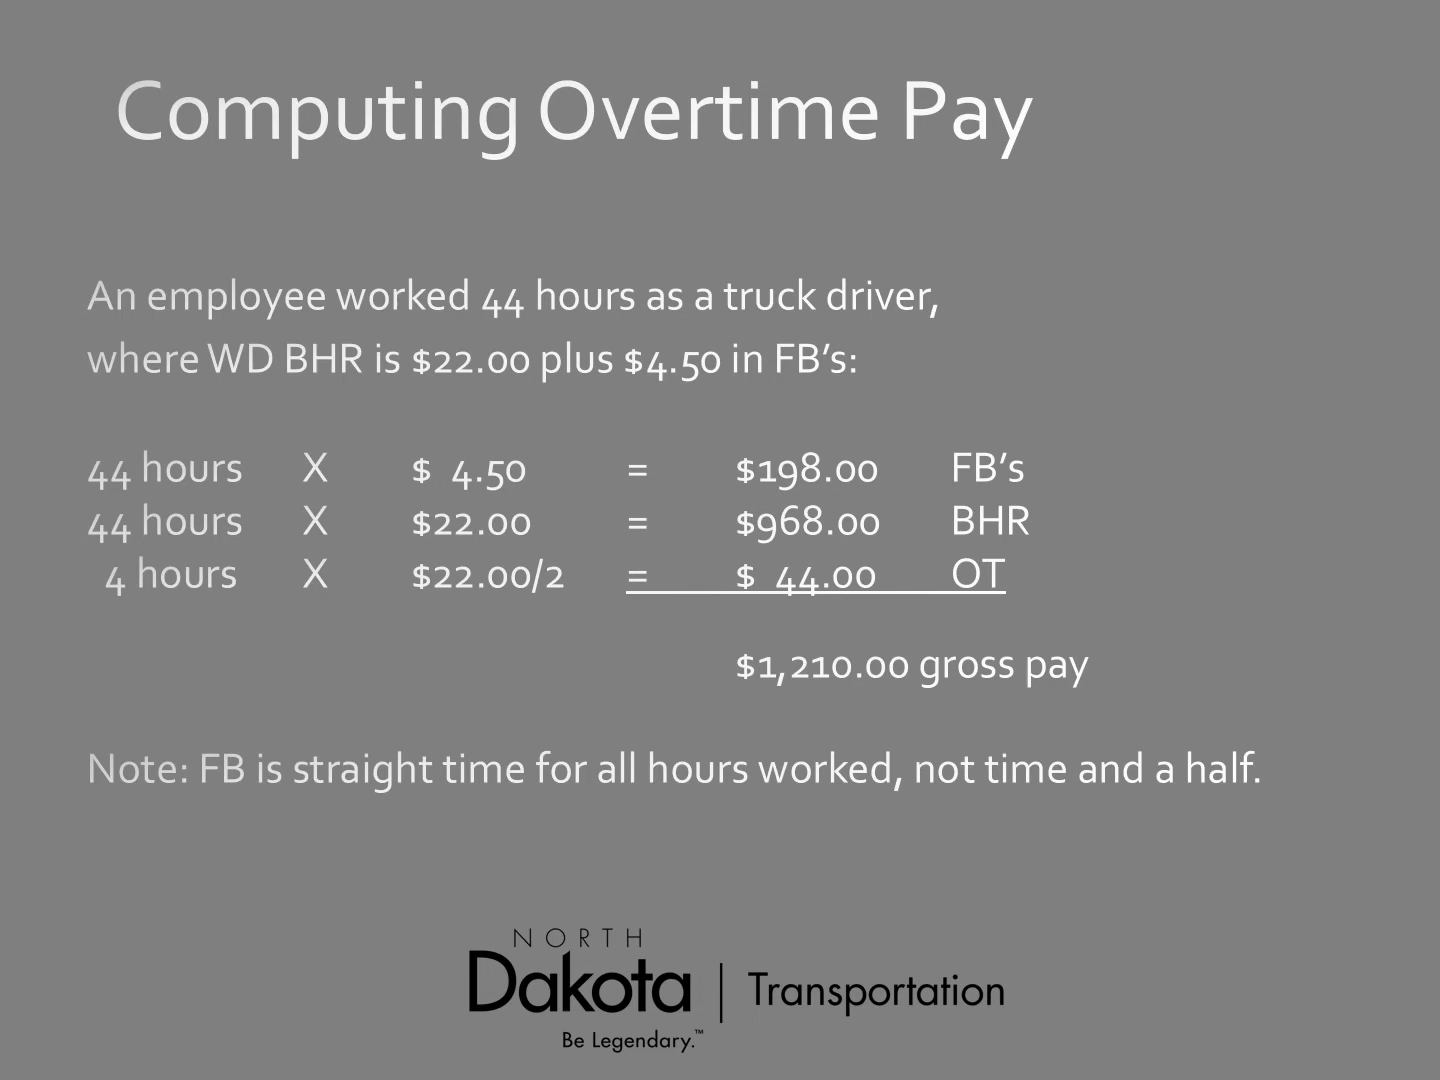 Computing Overtime Pay
An employee worked 44 hours as a truck driver,
where WD BHR is $22.00 plus $4.50 in FB’s:
44 hours X $ 4.50 = $198.00 FB’s
44 hours X $22.00 = $968.00 BHR
4 hours X $22.00/2 = $ 44.00 OT
$1,210.00 gross pay
Note: FB is straight time for all hours worked, not time and a half.
NORTH
Dakota | Transportation
Be Legendary.™